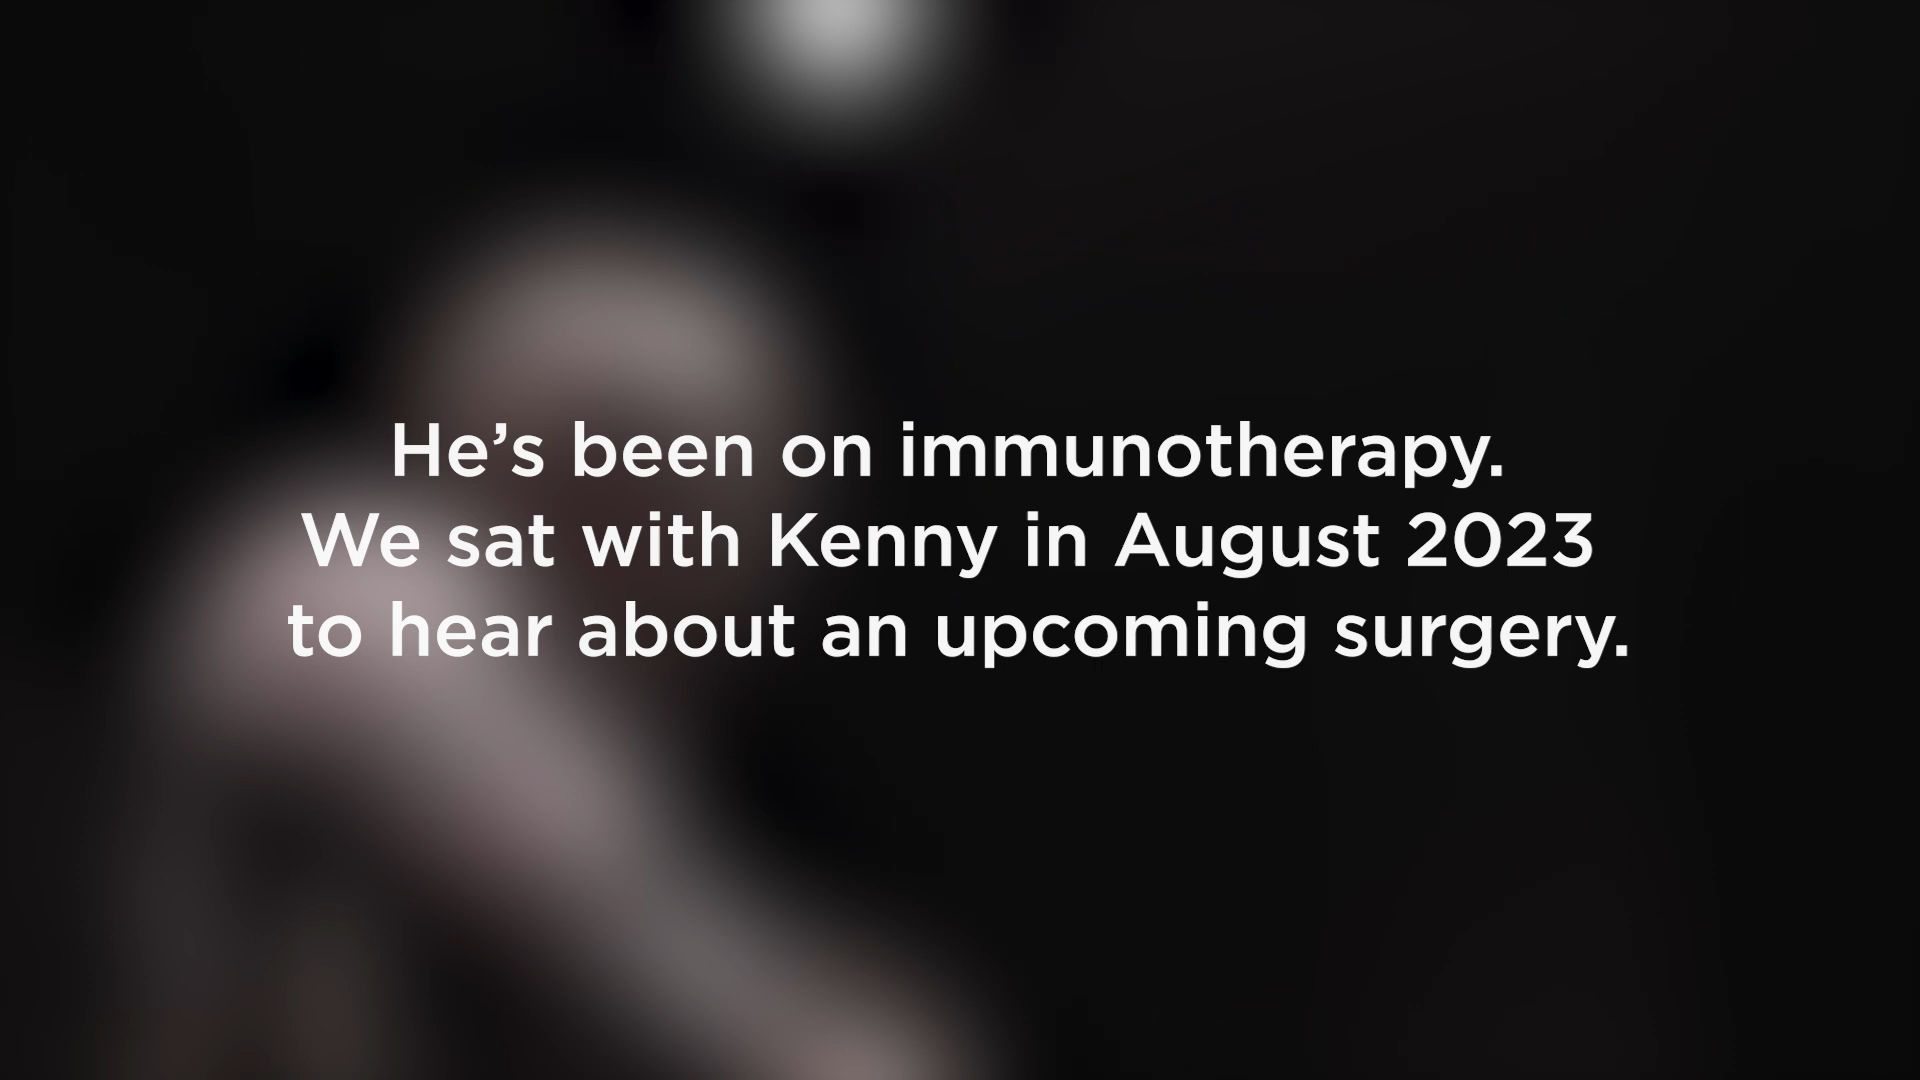 He’s been on immunotherapy.
We sat with Kenny in August 2023
to hear about an upcoming surgery.